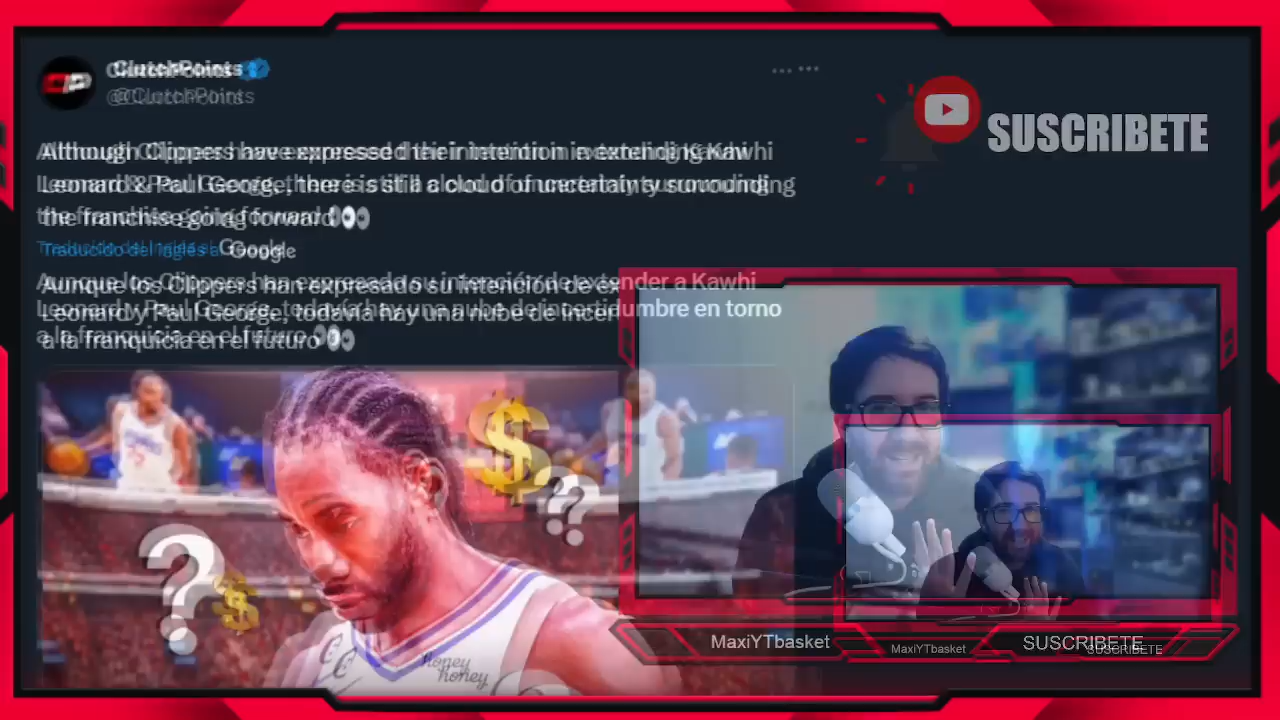 ClutchPoints
@ClutchPoints
Although Clippers have expressed their intention in extending Kawhi
Leonard & Paul George, there is still a cloud of uncertainty surrounding
the franchise going forward 👀
Traducido del inglés al Google
Aunque los Clippers han expresado su intención de extender a Kawhi
Leonard y Paul George, todavía hay una nube de incertidumbre en torno
a la franquicia en el futuro 👀
SUSCRIBETE
honey
MaxiYTbasket
SUSCRIBETE
MaxiYTbasket
SUSCRIBETE